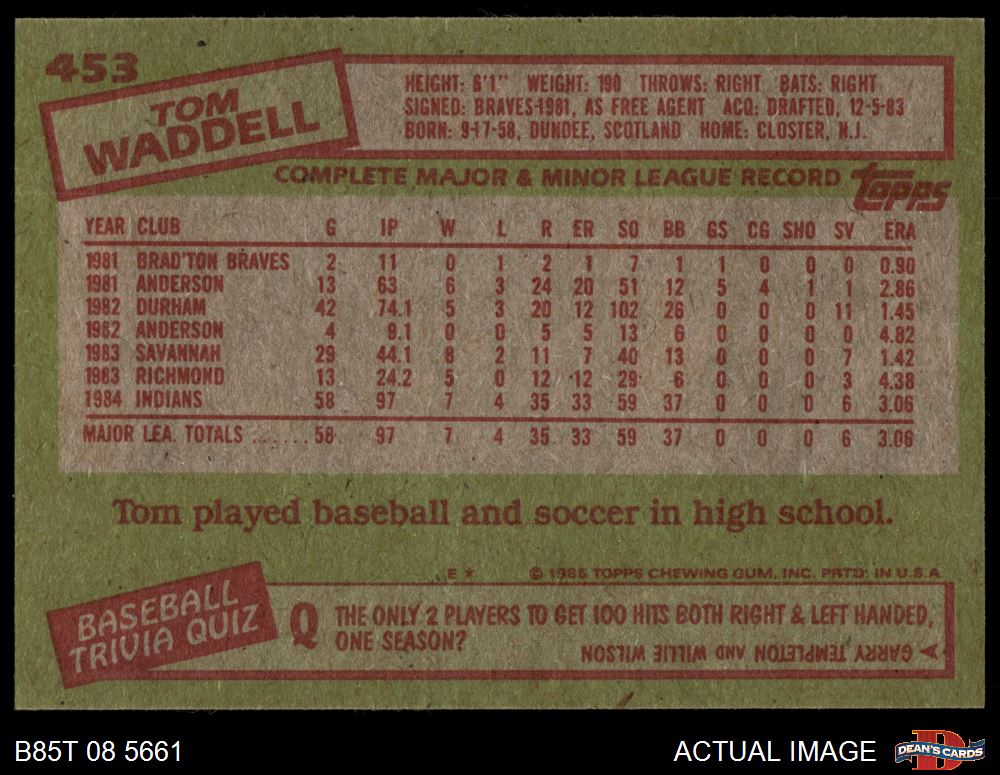 453
TOM
WADDELL
HEIGHT: 6'1" WEIGHT: 190 THROWS: RIGHT BATS: RIGHT
SIGNED: BRAVES-1981, AS FREE AGENT ACQ: DRAFTED, 12-5-83
BORN: 9-17-58, DUNDEE, SCOTLAND HOME: CLOSTER, N.J.
COMPLETE MAJOR & MINOR LEAGUE RECORD topps
YEAR CLUB G IP W L R ER SO BB GS CG SHO SV ERA
1981 BRAD'TON BRAVES 2 11 0 1 2 1 7 1 1 0 0 0 0.90
1981 ANDERSON 13 63 6 3 24 20 51 12 5 4 1 1 2.86
1982 DURHAM 42 74.1 5 3 20 12 102 26 0 0 0 11 1.45
1982 ANDERSON 4 9.1 0 0 5 5 13 6 0 0 0 0 4.82
1983 SAVANNAH 29 44.1 8 2 11 7 40 13 0 0 0 7 1.42
1983 RICHMOND 13 24.2 5 0 12 12 29 6 0 0 0 3 4.38
1984 INDIANS 58 97 7 4 35 33 59 37 0 0 0 6 3.06
MAJOR LEA. TOTALS ....... 58 97 7 4 35 33 59 37 0 0 0 6 3.06
Tom played baseball and soccer in high school.
E * © 1985 TOPPS CHEWING GUM, INC. PRTD. IN U.S.A.
BASEBALL
TRIVIA QUIZ
Q THE ONLY 2 PLAYERS TO GET 100 HITS BOTH RIGHT & LEFT HANDED,
ONE SEASON?
GARRY TEMPLETON AND WILLIE WILSON
B85T 08 5661
ACTUAL IMAGE
D
DEAN'S CARDS